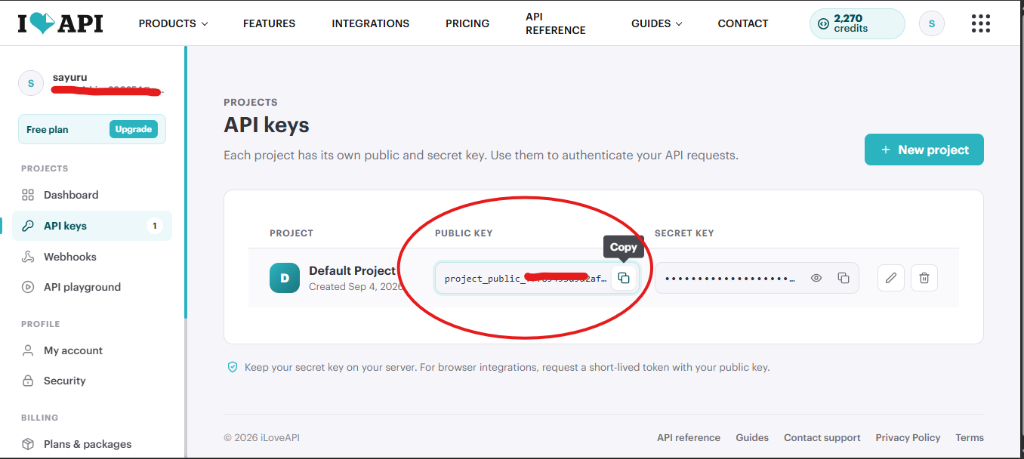 I API
PRODUCTS
FEATURES
INTEGRATIONS
PRICING
API
REFERENCE
GUIDES
CONTACT
2,270
credits
S
S
sayuru
Free plan
Upgrade
PROJECTS
Dashboard
API keys
1
Webhooks
API playground
PROFILE
My account
Security
BILLING
Plans & packages
PROJECTS
API keys
Each project has its own public and secret key. Use them to authenticate your API requests.
+ New project
PROJECT
PUBLIC KEY
SECRET KEY
Copy
D
Default Project
Created Sep 4, 2026
project_public_
••••••••••••••••••…
Keep your secret key on your server. For browser integrations, request a short-lived token with your public key.
© 2026 iLoveAPI
API reference
Guides
Contact support
Privacy Policy
Terms